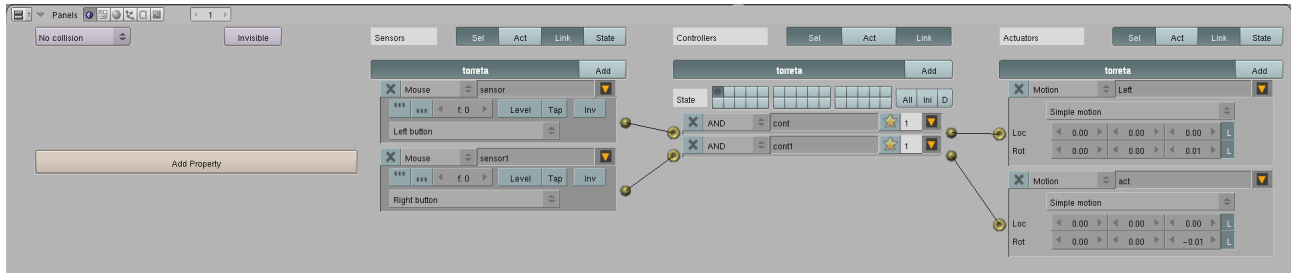 Panels 1
No collision Invisible Sensors Sel Act Link State Controllers Sel Act Link Actuators Sel Act Link State
torreta Add torreta Add torreta Add
Mouse sensor
f: 0 Level Tap Inv
Left button
Mouse sensor1
f: 0 Level Tap Inv
Right button
Add Property
State All Ini D
AND cont 1
AND cont1 1
Motion Left
Simple motion
Loc 0.00 0.00 0.00 L
Rot 0.00 0.00 0.01 L
Motion act
Simple motion
Loc 0.00 0.00 0.00 L
Rot 0.00 0.00 -0.01 L